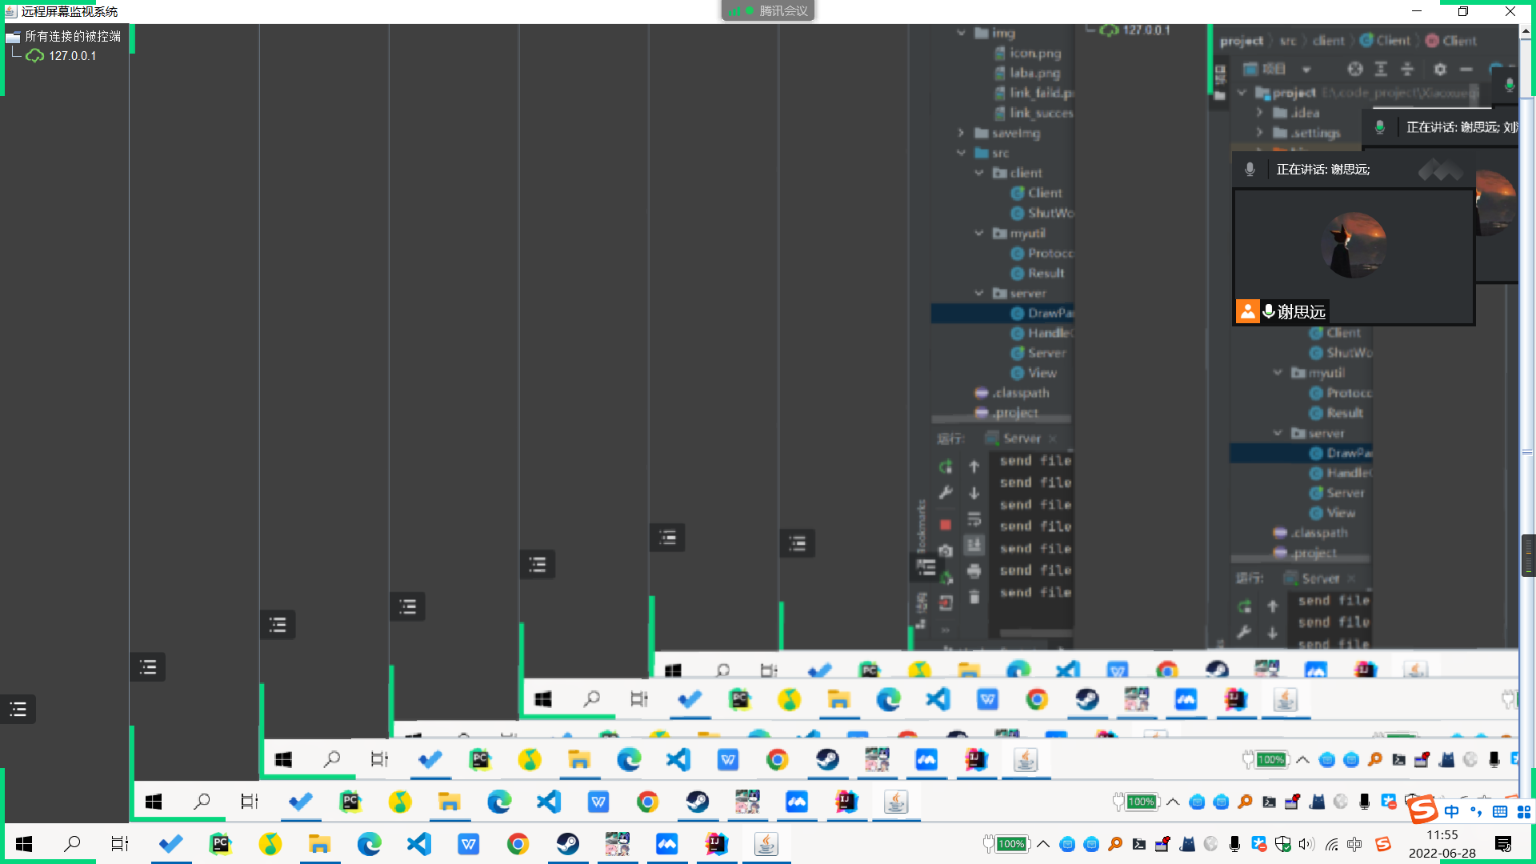 远程屏幕监视系统
腾讯会议
所有连接的被控端
127.0.0.1
img
icon.png
laba.png
link_faild.p
link_succes
saveImg
src
client
Client
ShutWo
myutil
Protoco
Result
server
DrawPa
Handle
Server
View
.classpath
.project
运行:
Server
send file
send file
send file
send file
send file
send file
send file
Bookmarks
结构
127.0.0.1
project
src
client
Client
Client
项目
project
.idea
.settings
正在讲话: 谢思远; 刘
正在讲话: 谢思远;
谢思远
Client
ShutWo
myutil
Protoco
Result
server
DrawPa
Handle
Server
View
.classpath
.project
运行:
Server
send file
send file
send file
100%
100%
中
100%
中
11:55
2022-06-28